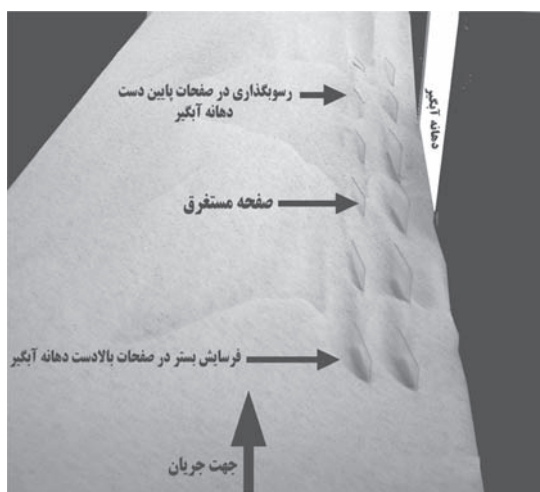 رسوبگذاری در صفحات پایین دست
دهانه آبگیر
دهانه آبگیر
صفحه مستغرق
فرسایش بستر در صفحات بالادست دهانه آبگیر
جهت جریان